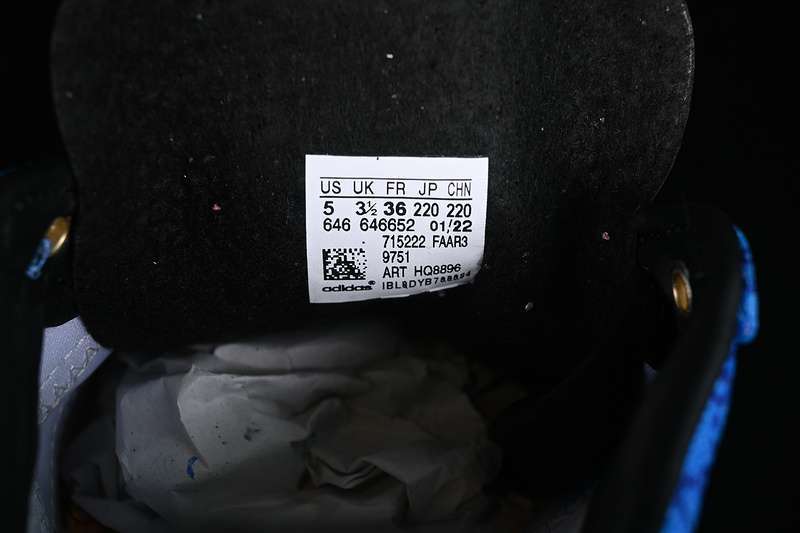 US UK FR JP CHN
5 3½ 36 220 220
646 646652 01/22
715222 FAAR3
9751
ART HQ8896
adidas®